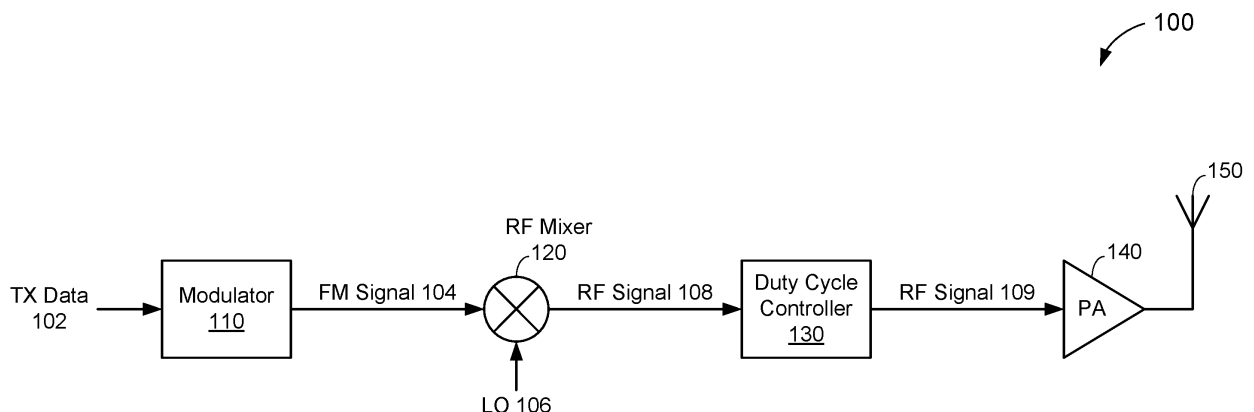 100
150
RF Mixer
120
140
TX Data
102
Modulator
110
FM Signal 104
RF Signal 108
Duty Cycle
Controller
130
RF Signal 109
PA
LO 106